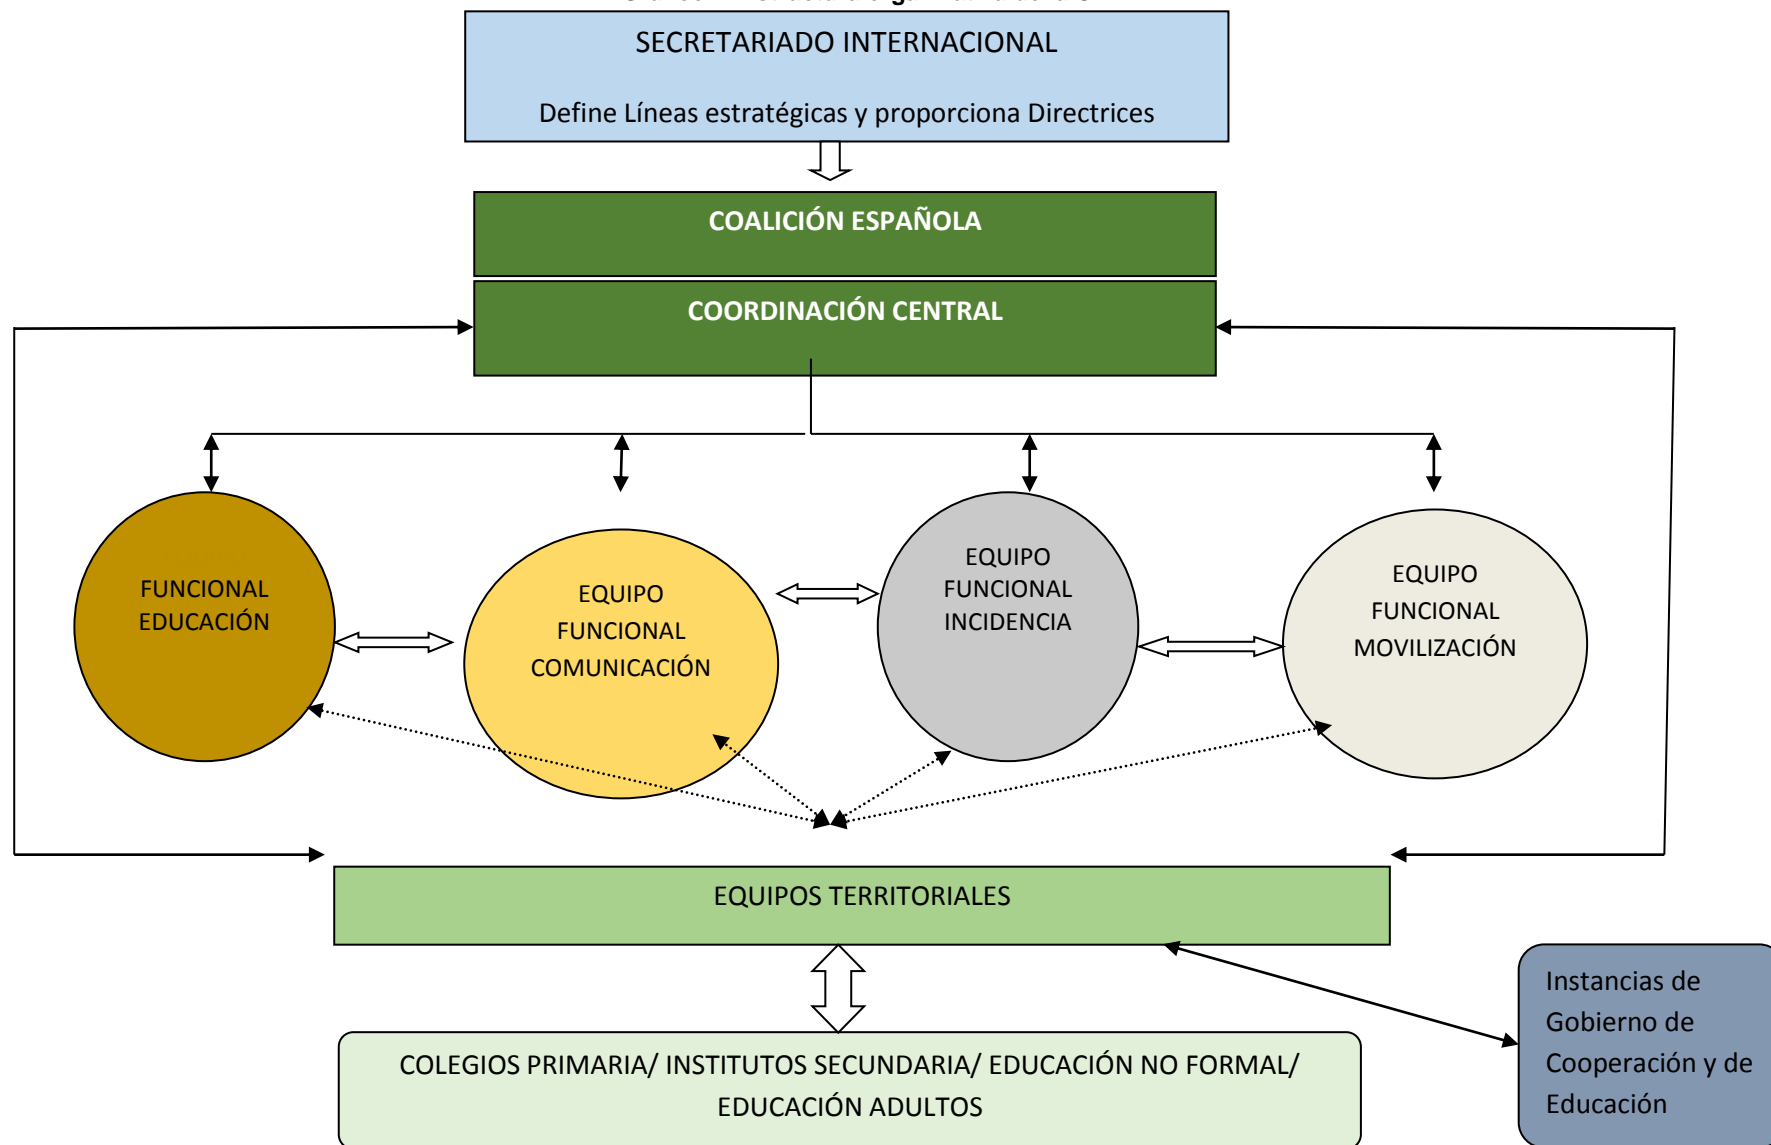 SECRETARIADO INTERNACIONAL
Define Líneas estratégicas y proporciona Directrices
COALICIÓN ESPAÑOLA
COORDINACIÓN CENTRAL
FUNCIONAL
EDUCACIÓN
EQUIPO
FUNCIONAL
COMUNICACIÓN
EQUIPO
FUNCIONAL
INCIDENCIA
EQUIPO
FUNCIONAL
MOVILIZACIÓN
EQUIPOS TERRITORIALES
COLEGIOS PRIMARIA/ INSTITUTOS SECUNDARIA/ EDUCACIÓN NO FORMAL/
EDUCACIÓN ADULTOS
Instancias de
Gobierno de
Cooperación y de
Educación